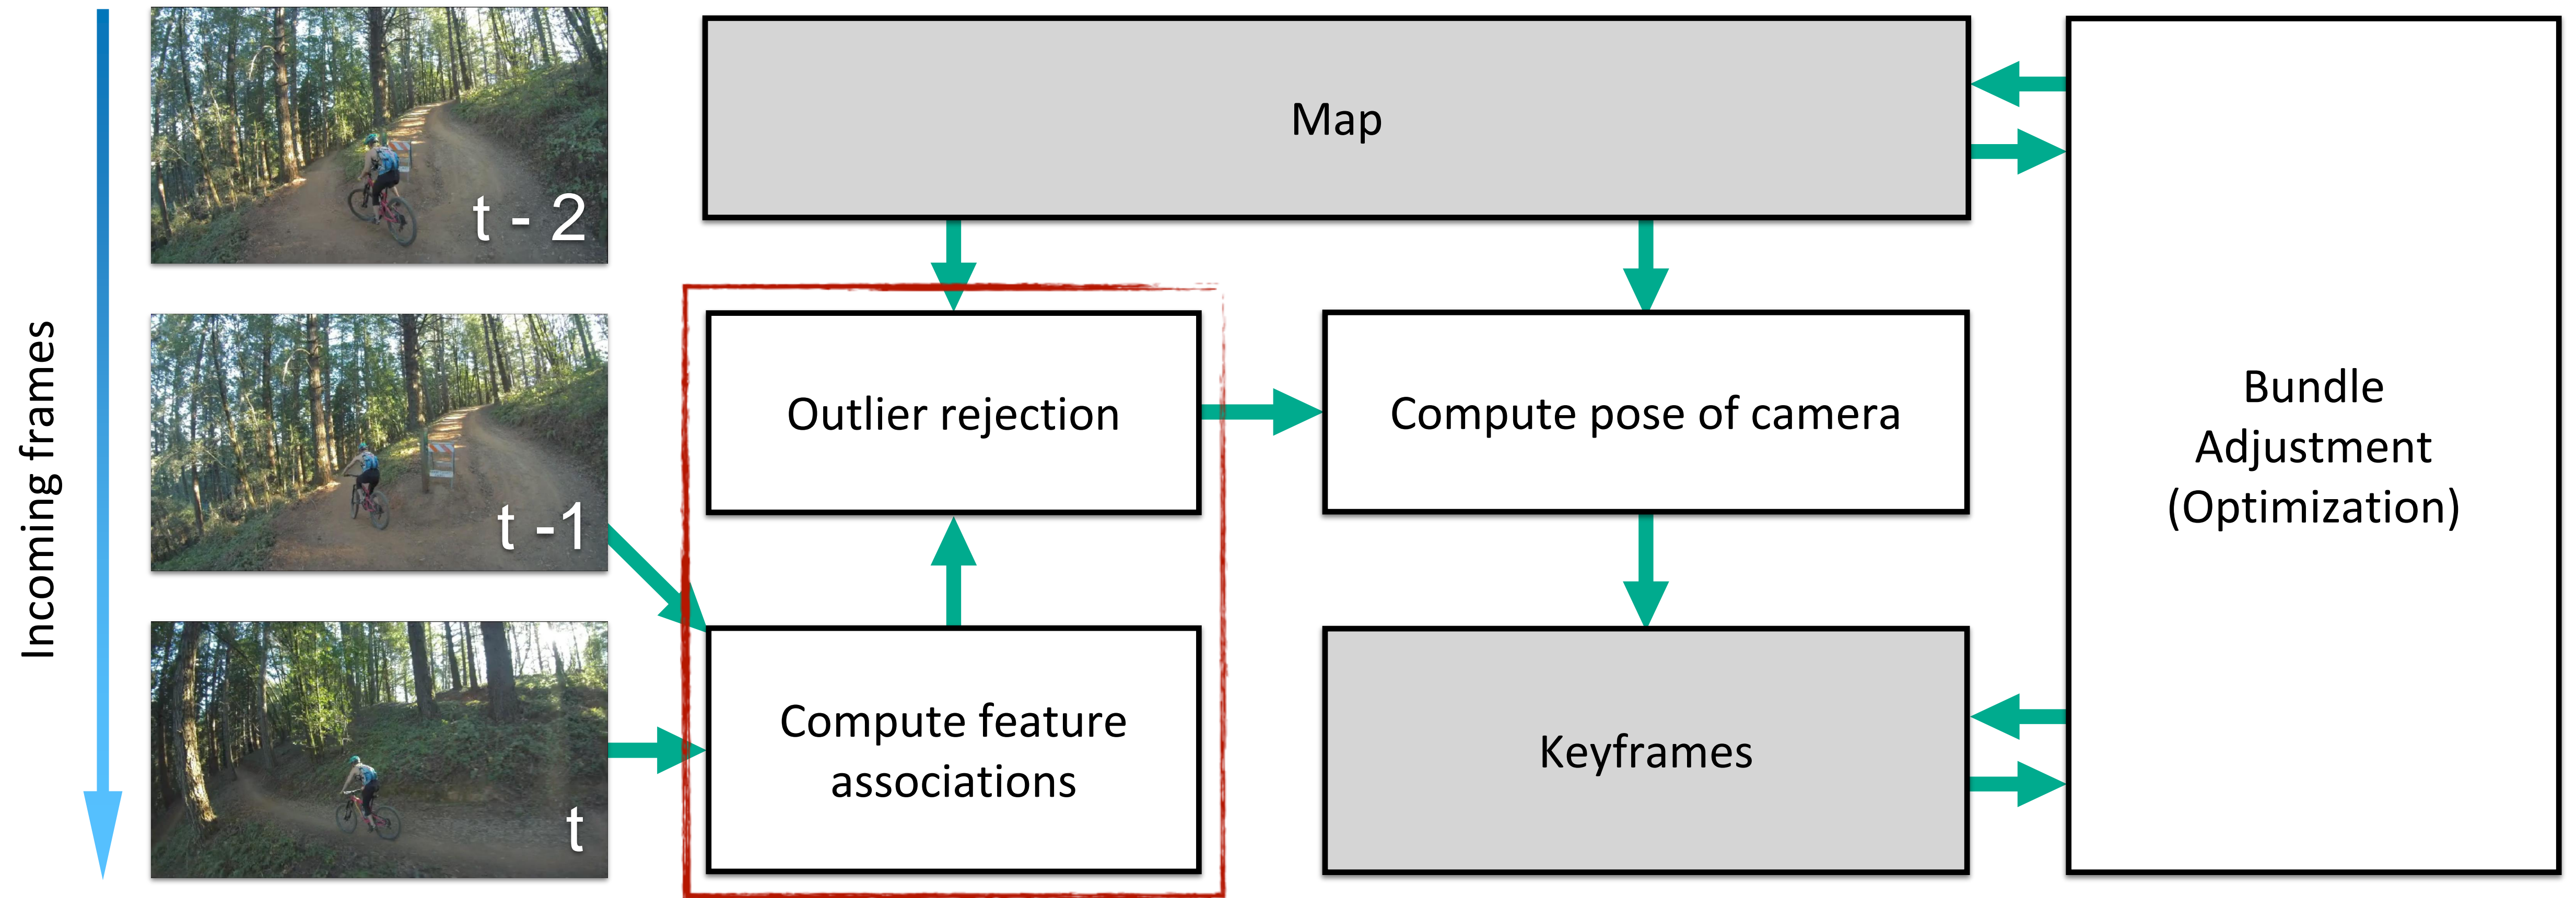 Incoming frames
t - 2
t -1
t
Map
Outlier rejection
Compute pose of camera
Compute feature
associations
Keyframes
Bundle
Adjustment
(Optimization)